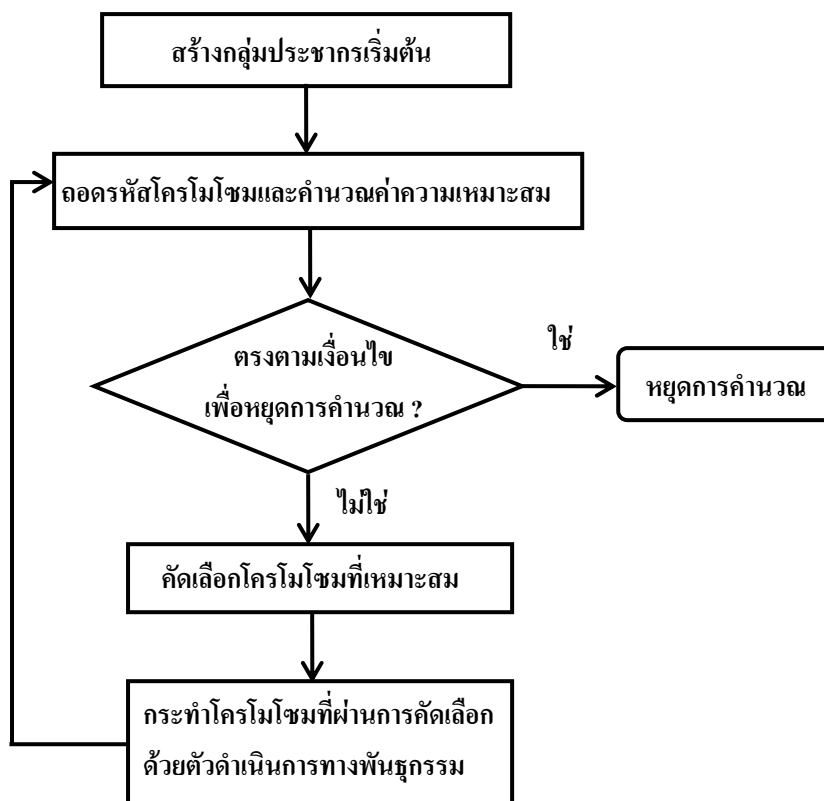 สร้างกลุ่มประชากรเริ่มต้น
ถอดรหัสโครโมโซมและคำนวณค่าความเหมาะสม
ตรงตามเงื่อนไข
เพื่อหยุดการคำนวณ ?
ใช่
หยุดการคำนวณ
ไม่ใช่
คัดเลือกโครโมโซมที่เหมาะสม
กระทำโครโมโซมที่ผ่านการคัดเลือก
ด้วยตัวดำเนินการทางพันธุกรรม